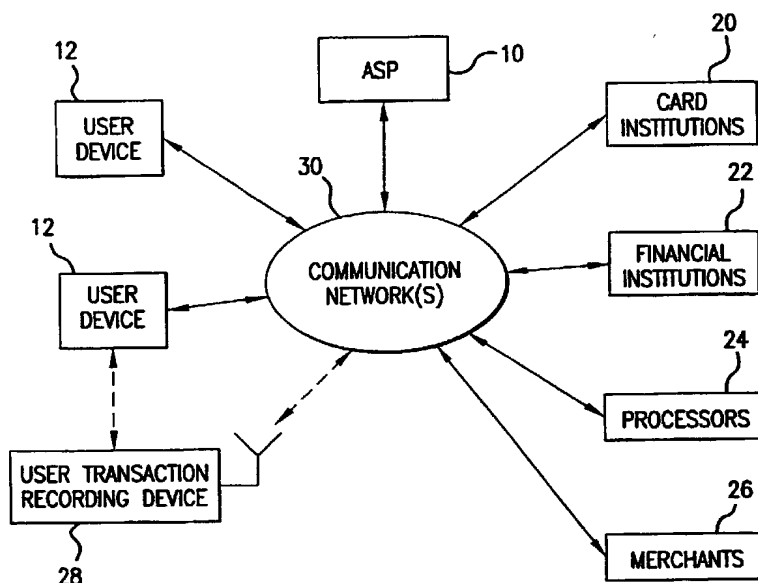 12
USER
DEVICE
ASP
10
20
CARD
INSTITUTIONS
30
COMMUNICATION
NETWORK(S)
22
FINANCIAL
INSTITUTIONS
12
USER
DEVICE
24
PROCESSORS
USER TRANSACTION
RECORDING DEVICE
28
26
MERCHANTS